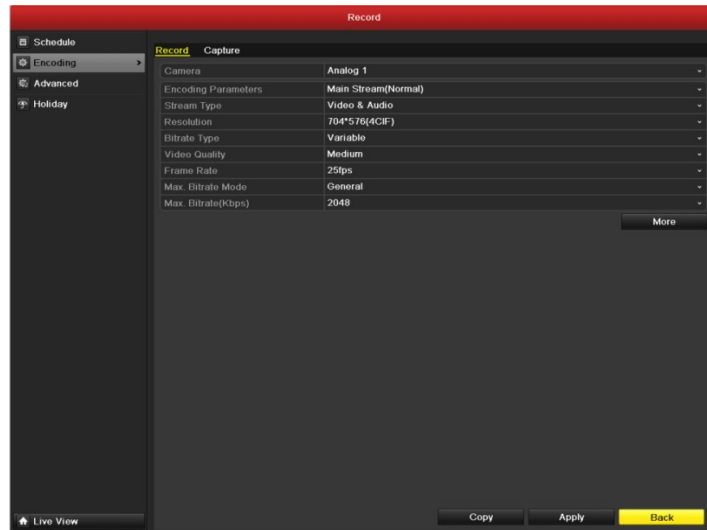 Record
Schedule
Encoding
Advanced
Holiday
Live View
Record Capture
Camera Analog 1
Encoding Parameters Main Stream(Normal)
Stream Type Video & Audio
Resolution 704*576(4CIF)
Bitrate Type Variable
Video Quality Medium
Frame Rate 25fps
Max. Bitrate Mode General
Max. Bitrate(Kbps) 2048
More
Copy Apply Back